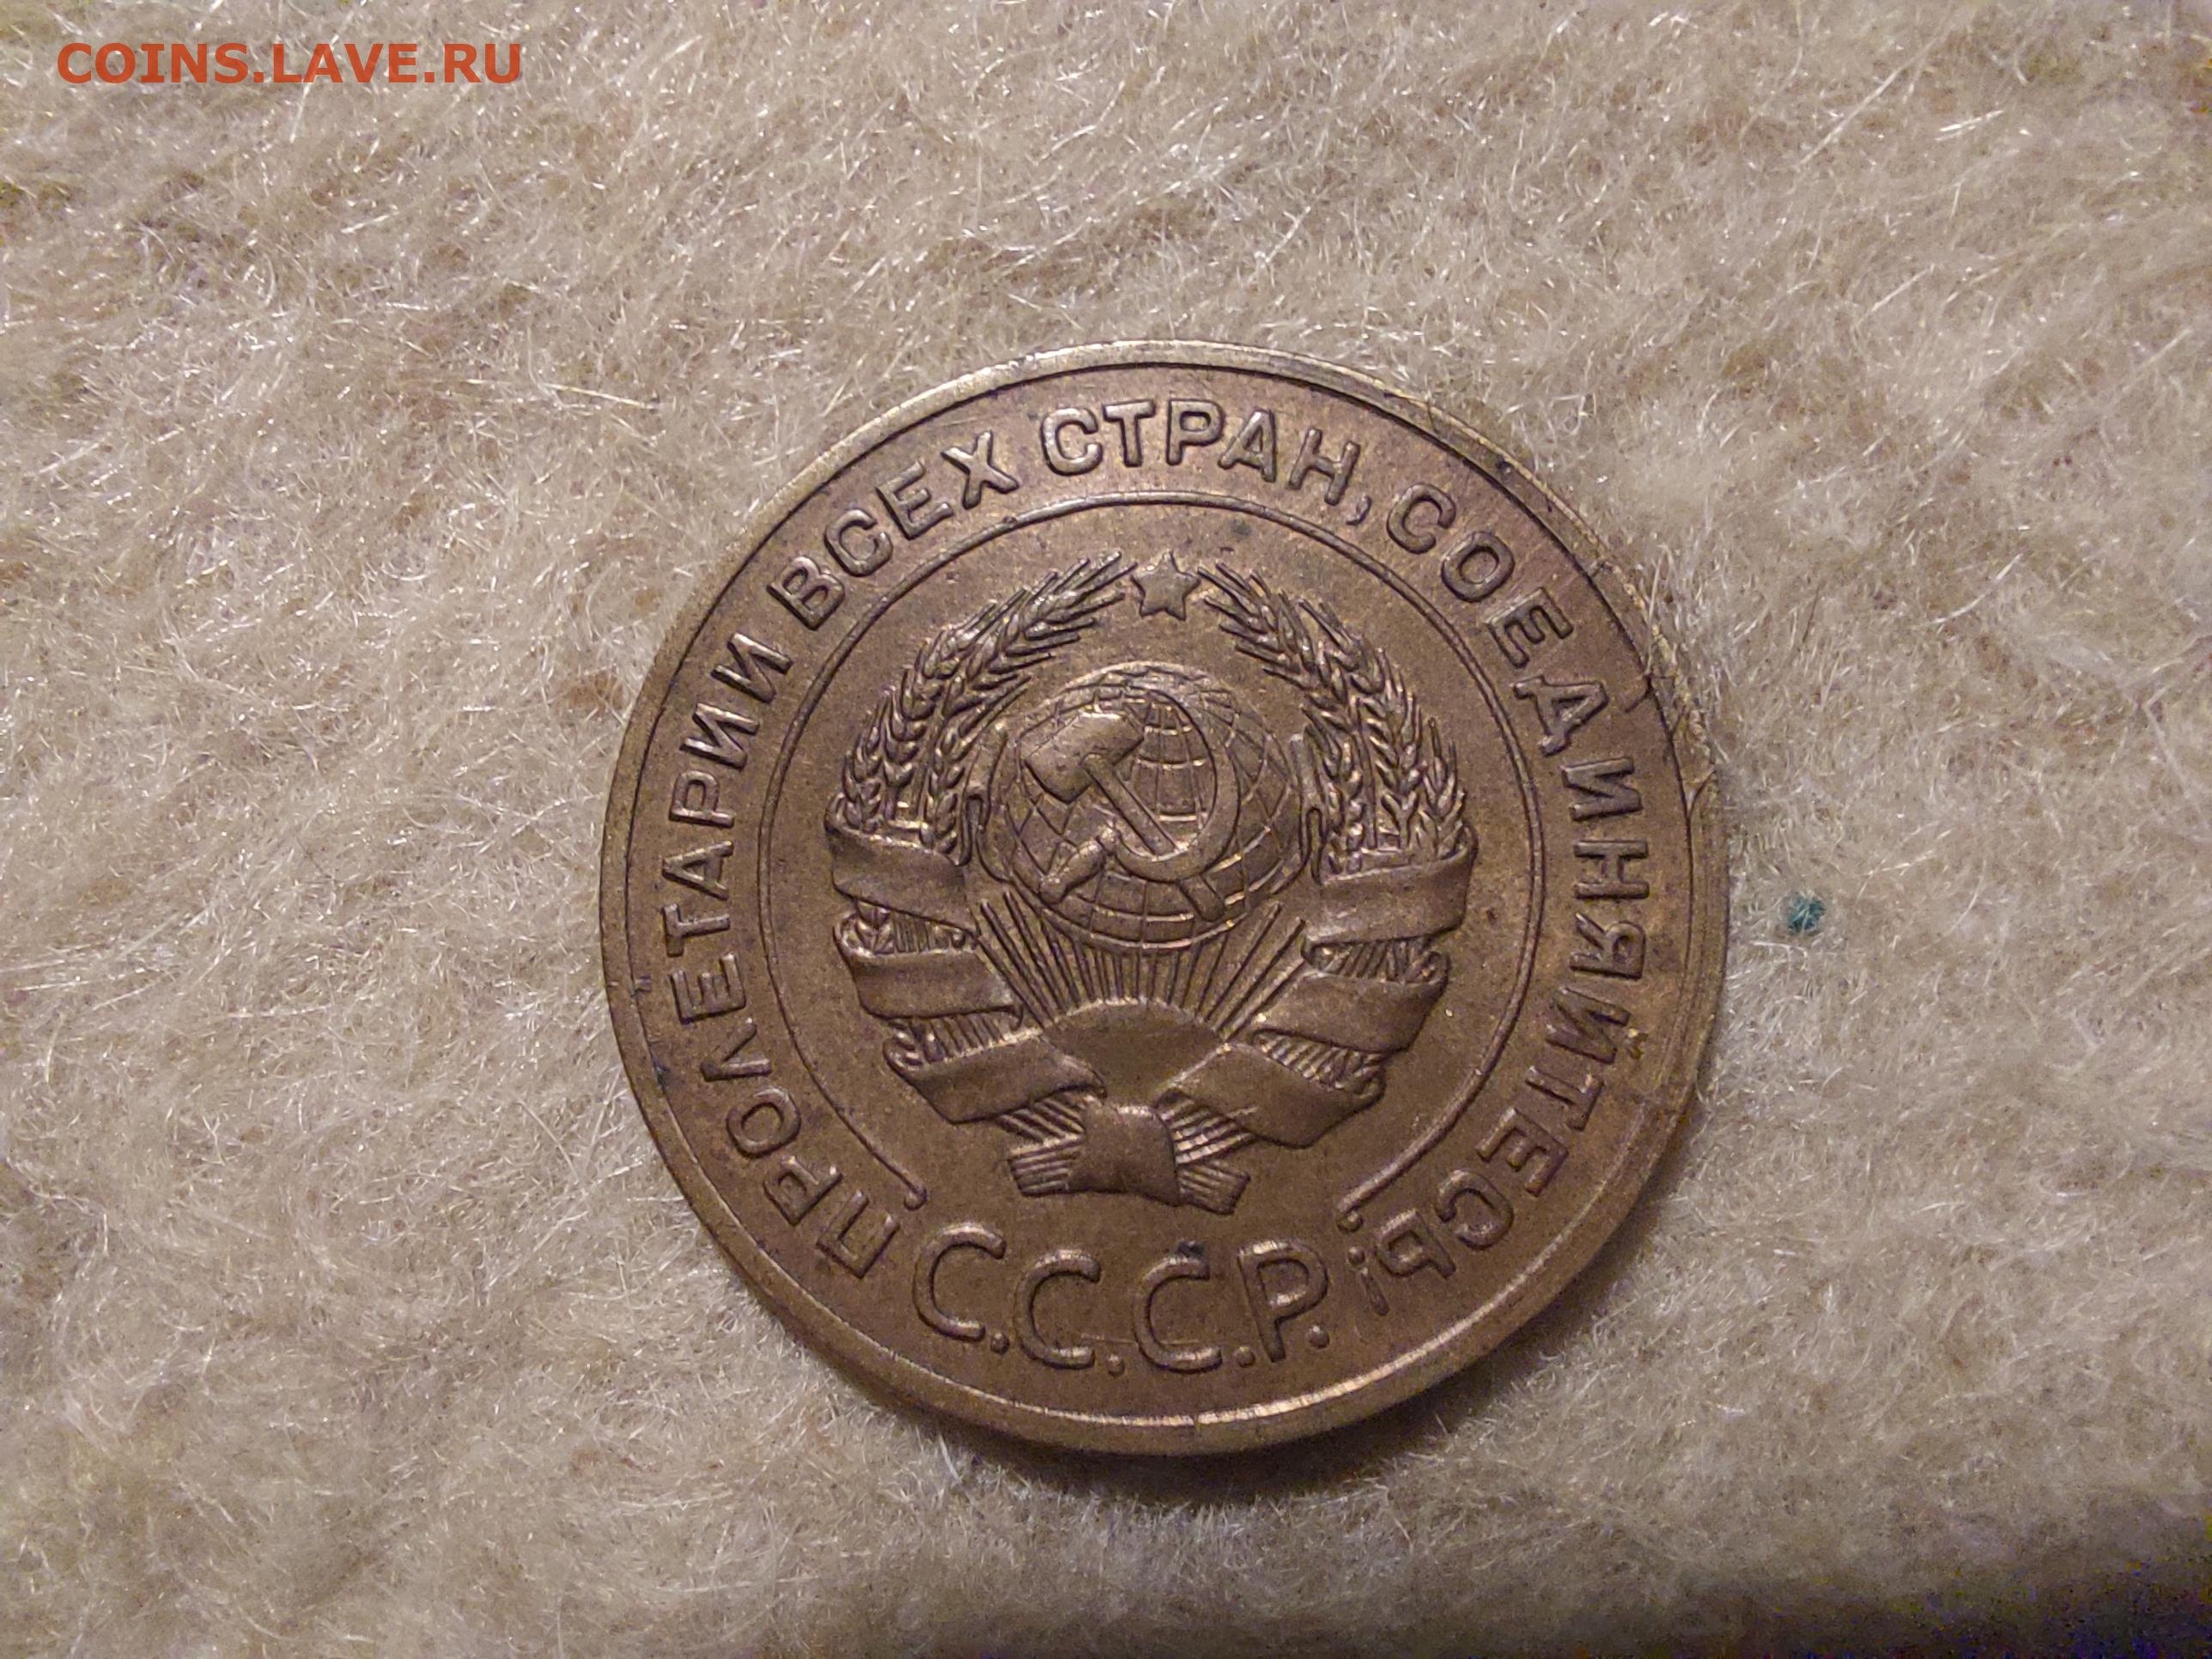 COINS.LAVE.RU
ПРОЛЕТАРИИ ВСЕХ СТРАН, СОЕДИНЯЙТЕСЬ!
С.С.С.Р.